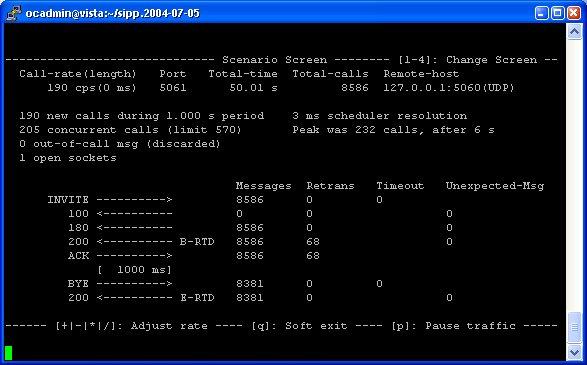 ocadmin@vista:~/sipp.2004-07-05
------------------------------ Scenario Screen -------- [1-4]: Change Screen --
  Call-rate(length)    Port   Total-time  Total-calls  Remote-host
      190 cps(0 ms)    5061      50.01 s         8586  127.0.0.1:5060(UDP)
  190 new calls during 1.000 s period    3 ms scheduler resolution
  205 concurrent calls (limit 570)       Peak was 232 calls, after 6 s
  0 out-of-call msg (discarded)
  1 open sockets
                                 Messages  Retrans   Timeout   Unexpected-Msg
      INVITE ---------->         8586      0         0
         100 <----------         0         0                   0
         180 <----------         8586      0                   0
         200 <----------  B-RTD  8586      68                  0
         ACK ---------->         8586      68
             [  1000 ms]
         BYE ---------->         8381      0         0
         200 <----------  E-RTD  8381      0                   0
------ [+|-|*|/]: Adjust rate ---- [q]: Soft exit ---- [p]: Pause traffic -----